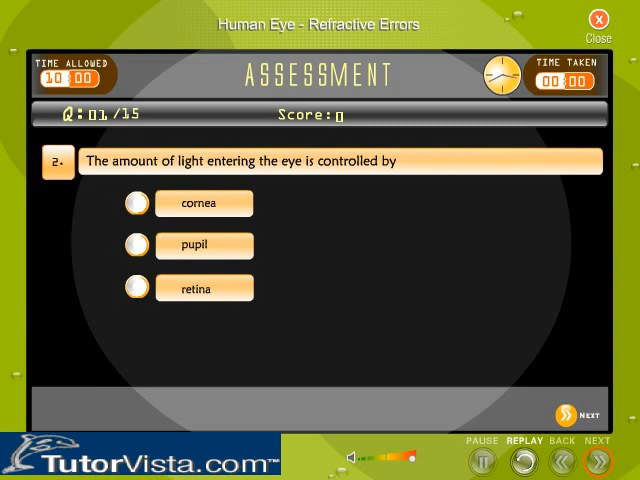 Human Eye - Refractive Errors
x
Close
TIME ALLOWED
10:00
ASSESSMENT
TIME TAKEN
00:00
Q:01/15
Score:0
2.
The amount of light entering the eye is controlled by
cornea
pupil
retina
NEXT
TutorVista.com
PAUSE REPLAY BACK NEXT